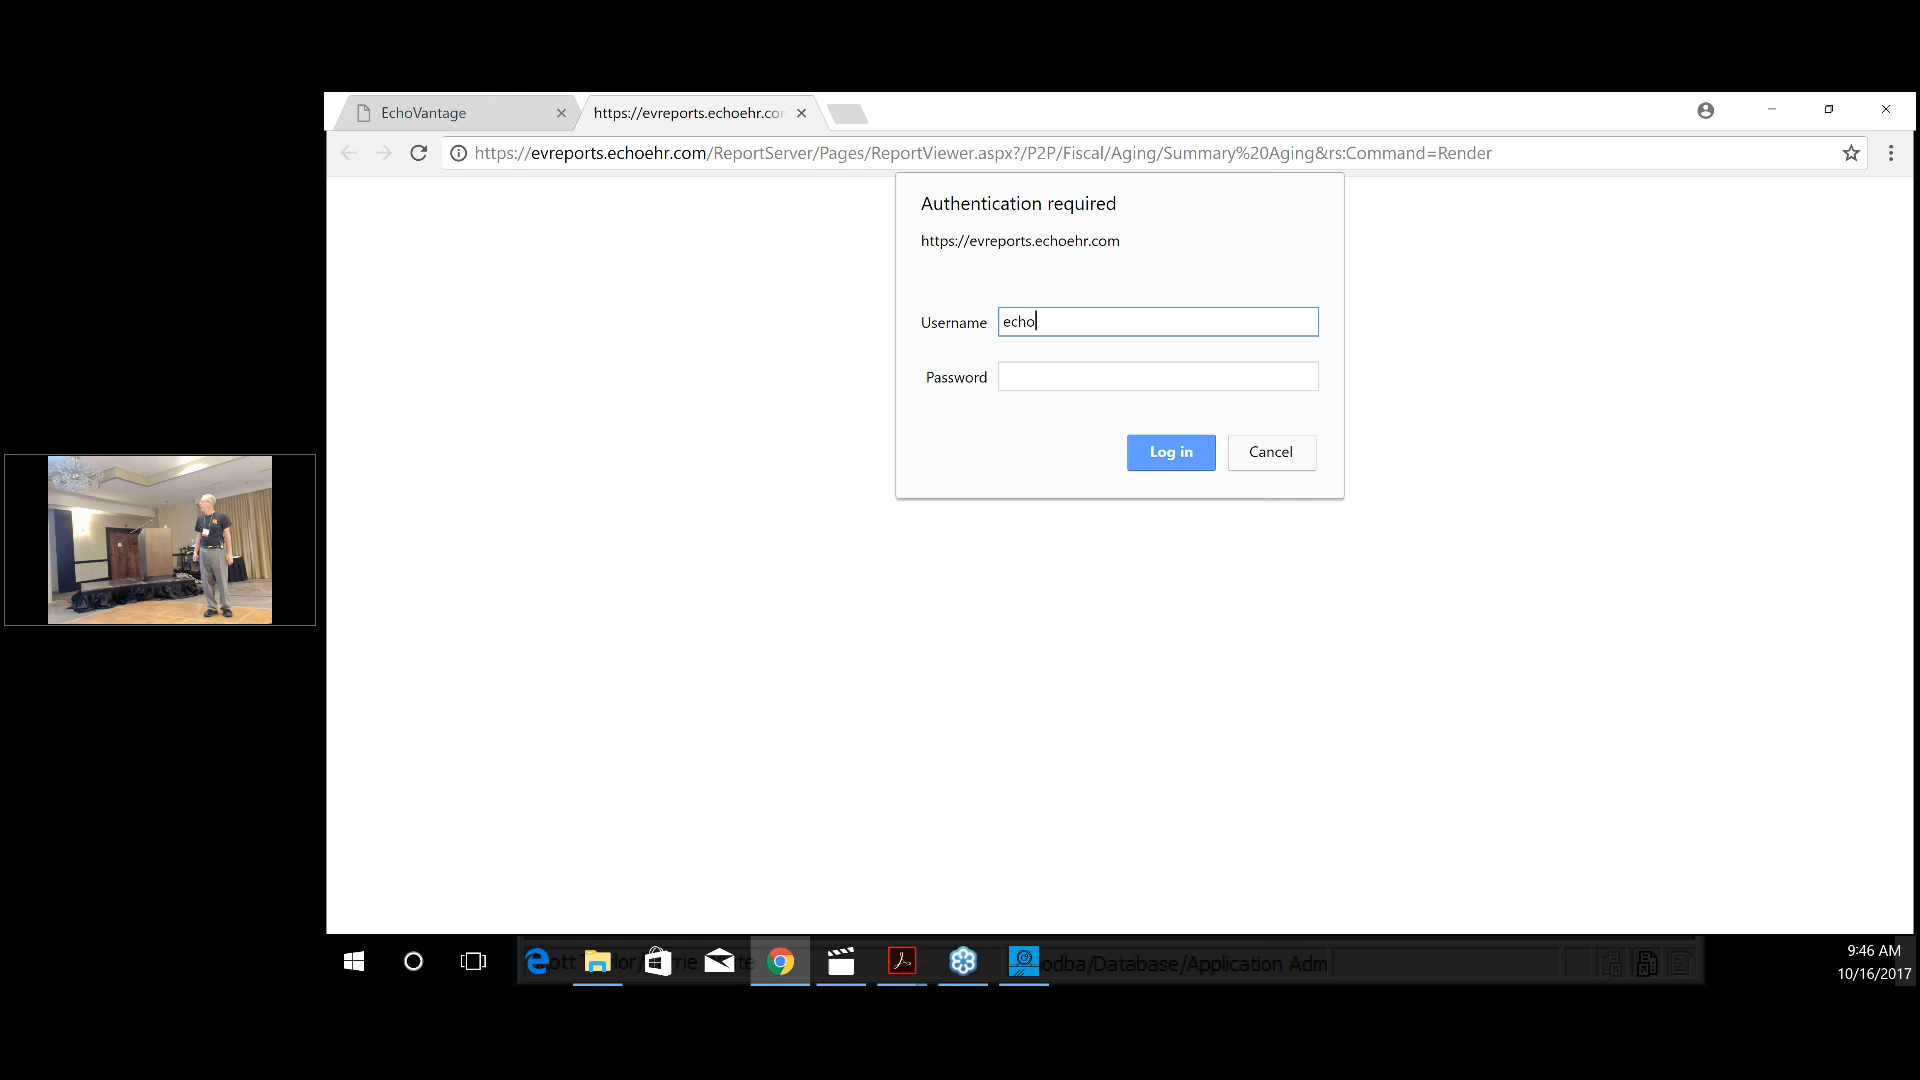 EchoVantage
https://evreports.echoehr.co
https://evreports.echoehr.com/ReportServer/Pages/ReportViewer.aspx?/P2P/Fiscal/Aging/Summary%20Aging&rs:Command=Render
Authentication required
https://evreports.echoehr.com
Username echo
Password
Log in Cancel
odba/Database/Application Adm
9:46 AM
10/16/2017